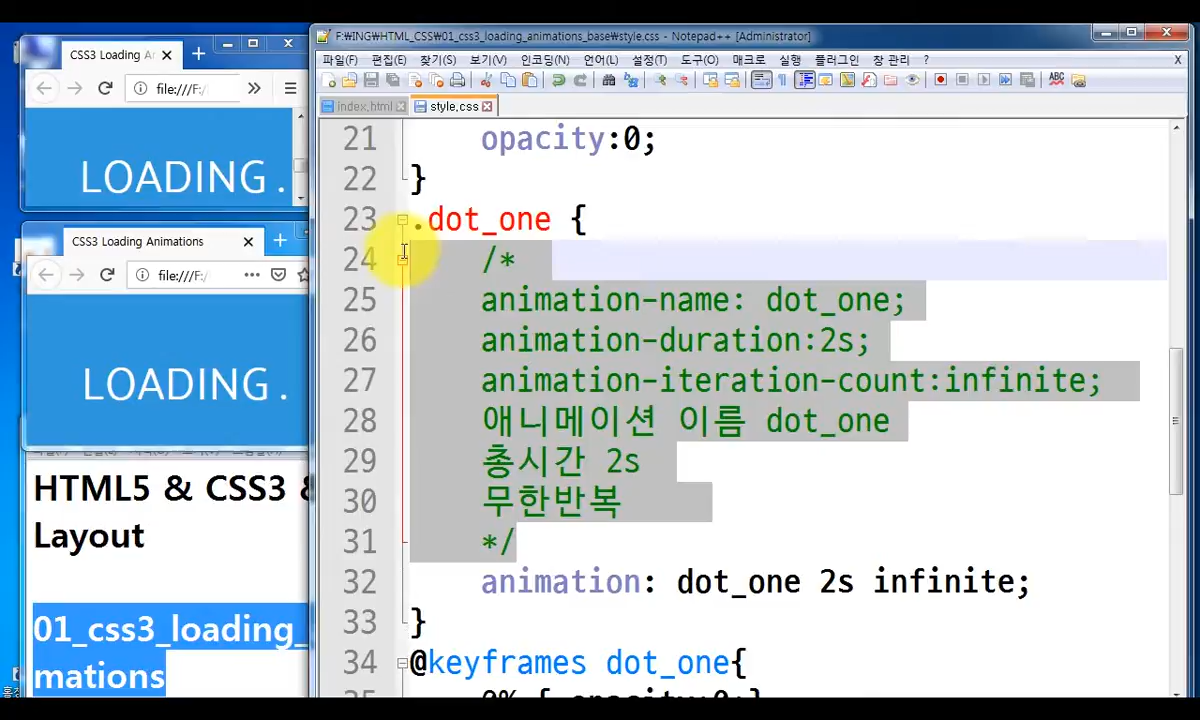 CSS3 Loading Ar
file:///F:
LOADING .
CSS3 Loading Animations
file:///F:
LOADING .
HTML5 & CSS3 &
Layout
01_css3_loading_
mations
F:₩ING₩HTML_CSS₩01_css3_loading_animations_base₩style.css - Notepad++ [Administrator]
파일(F) 편집(E) 찾기(S) 보기(V) 인코딩(N) 언어(L) 설정(T) 도구(O) 매크로 실행 플러그인 창 관리 ? X
index.html style.css
21 opacity:0;
22 }
23 .dot_one {
24 /*
25 animation-name: dot_one;
26 animation-duration:2s;
27 animation-iteration-count:infinite;
28 애니메이션 이름 dot_one
29 총시간 2s
30 무한반복
31 */
32 animation: dot_one 2s infinite;
33 }
34 @keyframes dot_one{
35 0% { opacity:0;}